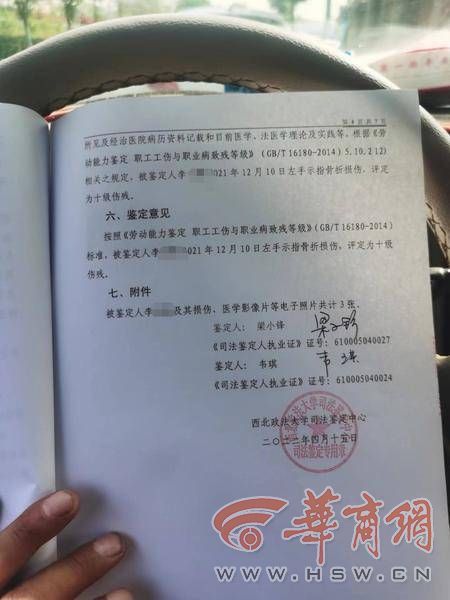 第 6 页 共 7 页
所见及经治医院病历资料记载和目前医学、法医学理论及实践等,根据《劳
动能力鉴定 职工工伤与职业病致残等级》(GB/T 16180-2014)5.10.2 12)
相关之规定,被鉴定人李 021年12月10日左手示指骨折损伤,评定
为十级伤残。
六、鉴定意见
按照《劳动能力鉴定 职工工伤与职业病致残等级》(GB/T 16180-2014)
标准,被鉴定人李 021年12月10日左手示指骨折损伤,评定为十级
伤残。
七、附件
被鉴定人李 及其损伤、医学影像片等电子照片共计3张。
鉴定人:梁小锋
《司法鉴定人执业证》证号:610005040027
鉴定人:韦琪
《司法鉴定人执业证》证号:610005040024
西北政法大学司法鉴定中心
二〇二二年四月十五日
司法鉴定专用章
華商網
WWW.HSW.CN